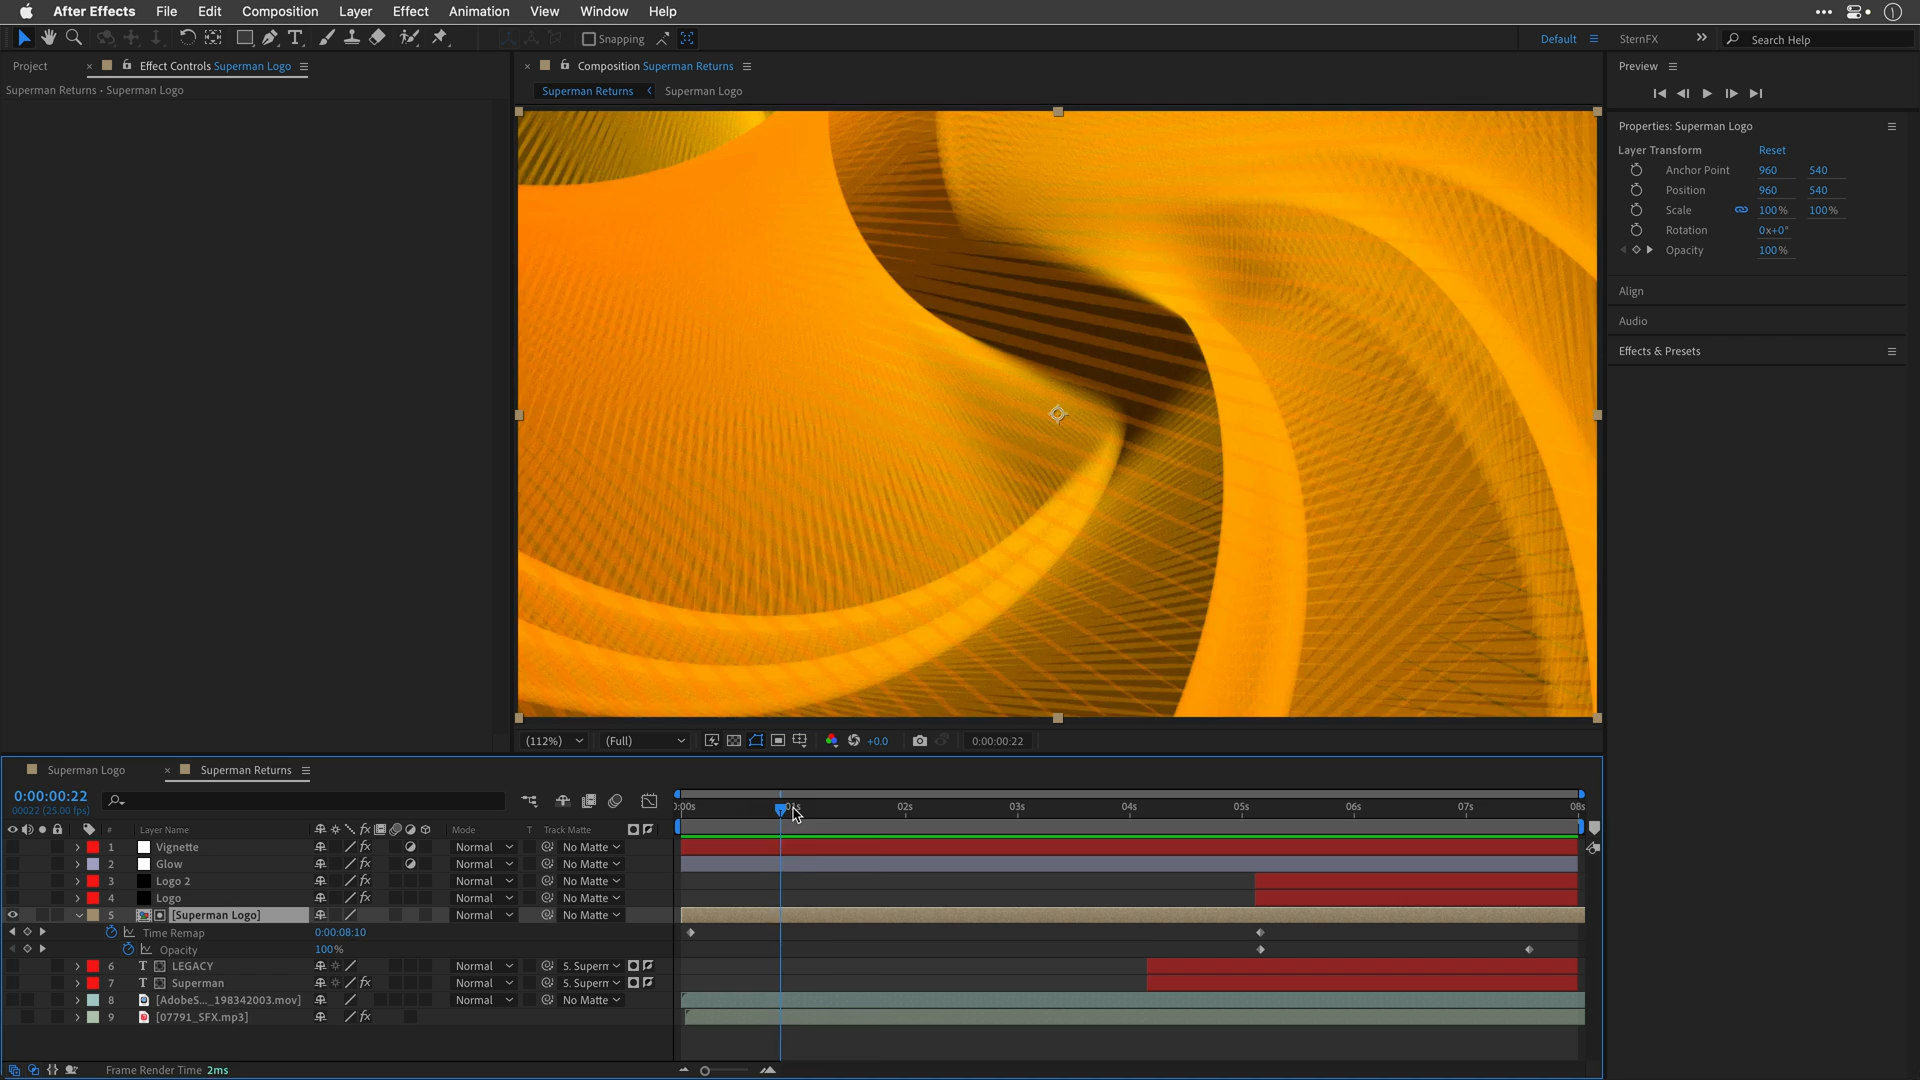 After Effects File Edit Composition Layer Effect Animation View Window Help
Snapping Default SternFX Search Help
Project × Effect Controls Superman Logo
× Composition Superman Returns
Preview
Superman Returns • Superman Logo
Superman Returns Superman Logo
Properties: Superman Logo
Layer Transform Reset
Anchor Point 960 540
Position 960 540
Scale 100% 100%
Rotation 0x+0°
Opacity 100%
Align
Audio
Effects & Presets
(112%) (Full) +0.0 0:00:00:22
Superman Logo × Superman Returns
0:00:00:22
00022 (25.00 fps)
:00s 01s 02s 03s 04s 05s 06s 07s 08s
# Layer Name Mode T Track Matte
1 Vignette Normal No Matte
2 Glow Normal No Matte
3 Logo 2 Normal No Matte
4 Logo Normal No Matte
5 [Superman Logo] Normal No Matte
Time Remap 0:00:08:10
Opacity 100%
6 T LEGACY Normal 5. Superm
7 T Superman Normal 5. Superm
8 [AdobeS..._198342003.mov] Normal No Matte
9 [07791_SFX.mp3]
Frame Render Time 2ms